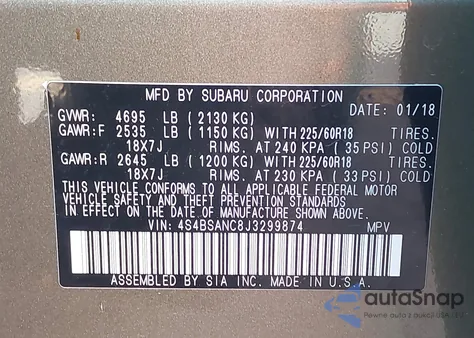 MFD BY SUBARU CORPORATION
GVWR: 4695 LB (2130 KG) DATE: 01/18
GAWR:F 2535 LB (1150 KG) WITH 225/60R18 TIRES.
18X7J RIMS. AT 240 KPA (35 PSI) COLD
GAWR:R 2645 LB (1200 KG) WITH 225/60R18 TIRES.
18X7J RIMS. AT 230 KPA (33 PSI) COLD
THIS VEHICLE CONFORMS TO ALL APPLICABLE FEDERAL MOTOR
VEHICLE SAFETY AND THEFT PREVENTION STANDARDS
IN EFFECT ON THE DATE OF MANUFACTURE SHOWN ABOVE.
VIN: 4S4BSANC8J3299874 MPV
ASSEMBLED BY SIA INC. MADE IN U.S.A.
autoSnap
Pewne auto z aukcji USA